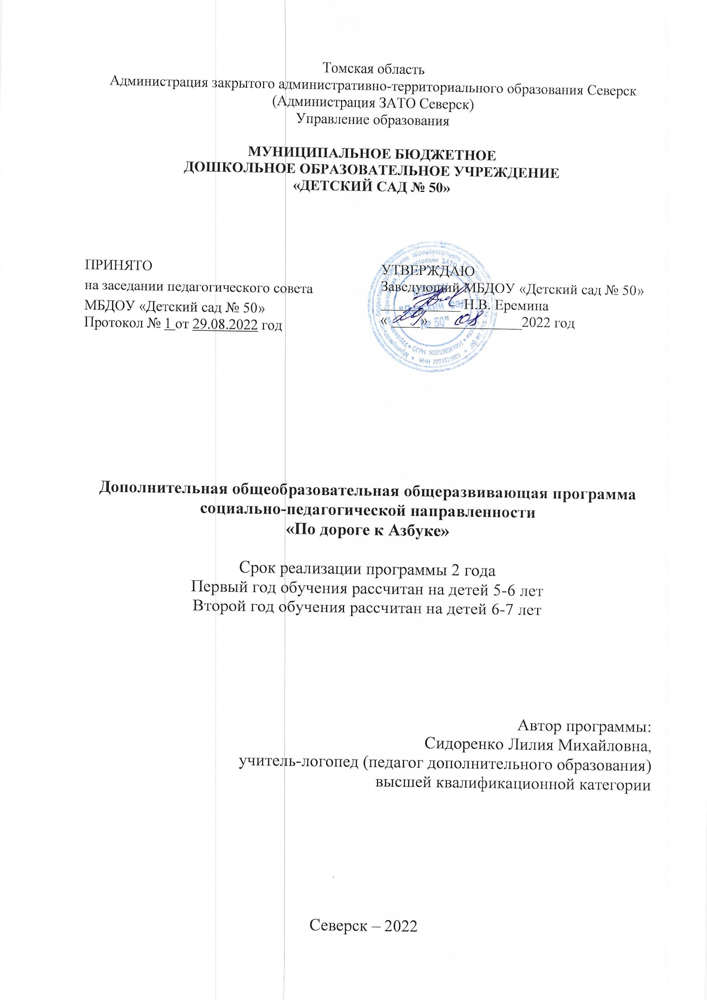 Томская область
Администрация закрытого административно-территориального образования Северск
(Администрация ЗАТО Северск)
Управление образования
МУНИЦИПАЛЬНОЕ БЮДЖЕТНОЕ
ДОШКОЛЬНОЕ ОБРАЗОВАТЕЛЬНОЕ УЧРЕЖДЕНИЕ
«ДЕТСКИЙ САД № 50»
ПРИНЯТО
на заседании педагогического совета
МБДОУ «Детский сад № 50»
Протокол № 1 от 29.08.2022 год
УТВЕРЖДАЮ
Заведующий МБДОУ «Детский сад № 50»
Н.В. Еремина
« 29 » 08 2022 год
"Детский сад
№ 50"
Дополнительная общеобразовательная общеразвивающая программа
социально-педагогической направленности
«По дороге к Азбуке»
Срок реализации программы 2 года
Первый год обучения рассчитан на детей 5-6 лет
Второй год обучения рассчитан на детей 6-7 лет
Автор программы:
Сидоренко Лилия Михайловна,
учитель-логопед (педагог дополнительного образования)
высшей квалификационной категории
Северск – 2022